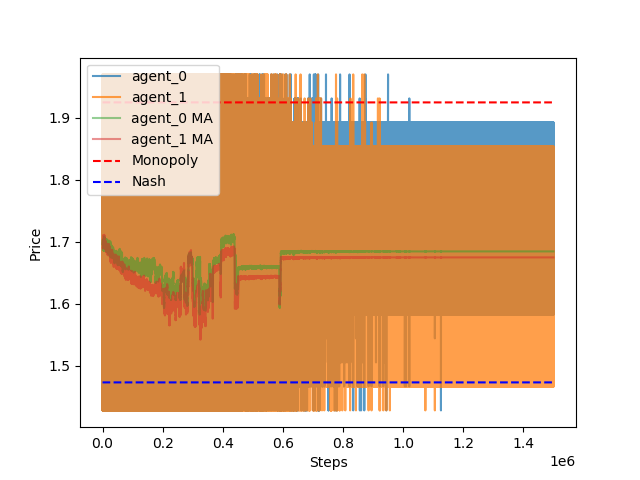 agent_0
agent_1
agent_0 MA
agent_1 MA
Monopoly
Nash
Price
1.9
1.8
1.7
1.6
1.5
0.0 0.2 0.4 0.6 0.8 1.0 1.2 1.4
1e6
Steps